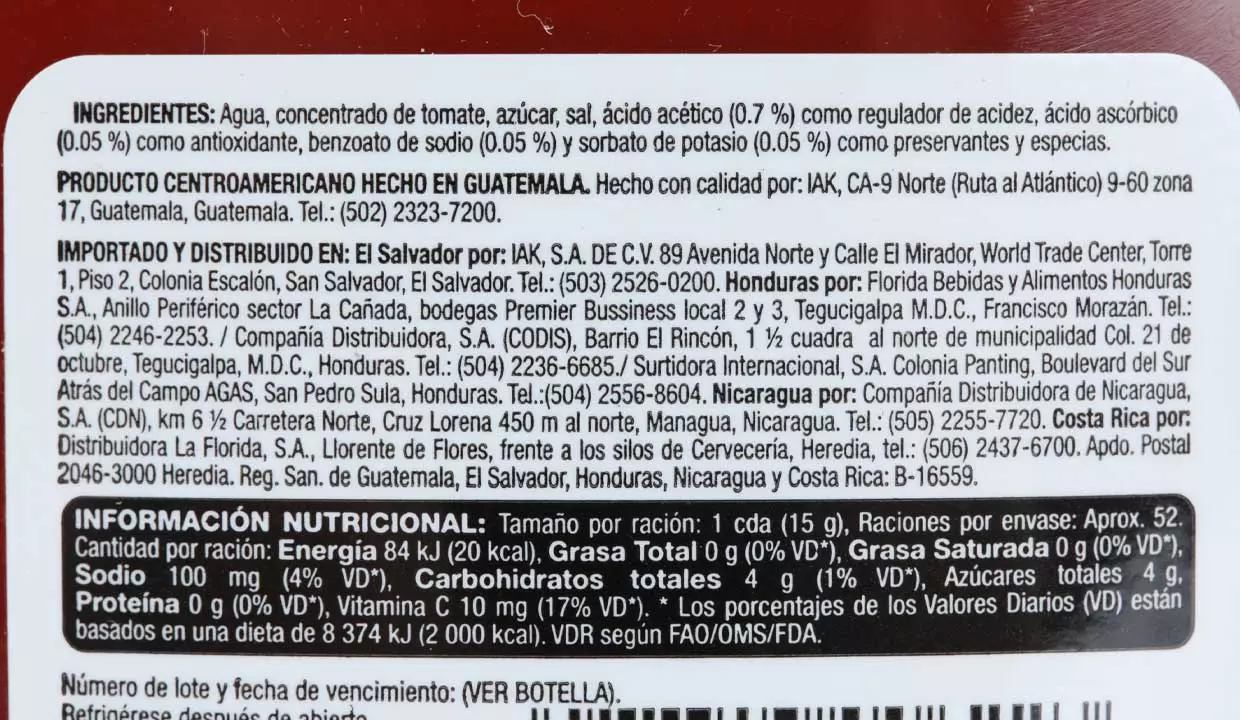 INGREDIENTES: Agua, concentrado de tomate, azúcar, sal, ácido acético (0.7 %) como regulador de acidez, ácido ascórbico
(0.05 %) como antioxidante, benzoato de sodio (0.05 %) y sorbato de potasio (0.05 %) como preservantes y especias.
PRODUCTO CENTROAMERICANO HECHO EN GUATEMALA. Hecho con calidad por: IAK, CA-9 Norte (Ruta al Atlántico) 9-60 zona
17, Guatemala, Guatemala. Tel.: (502) 2323-7200.
IMPORTADO Y DISTRIBUIDO EN: El Salvador por: IAK, S.A. DE C.V. 89 Avenida Norte y Calle El Mirador, World Trade Center, Torre
1, Piso 2, Colonia Escalón, San Salvador, El Salvador. Tel.: (503) 2526-0200. Honduras por: Florida Bebidas y Alimentos Honduras
S.A., Anillo Periférico sector La Cañada, bodegas Premier Bussiness local 2 y 3, Tegucigalpa M.D.C., Francisco Morazán. Tel.:
(504) 2246-2253. / Compañía Distribuidora, S.A. (CODIS), Barrio El Rincón, 1 ½ cuadra al norte de municipalidad Col. 21 de
octubre, Tegucigalpa, M.D.C., Honduras. Tel.: (504) 2236-6685./ Surtidora Internacional, S.A. Colonia Panting, Boulevard del Sur
Atrás del Campo AGAS, San Pedro Sula, Honduras. Tel.:(504) 2556-8604. Nicaragua por: Compañía Distribuidora de Nicaragua,
S.A. (CDN), km 6 ½ Carretera Norte, Cruz Lorena 450 m al norte, Managua, Nicaragua. Tel.: (505) 2255-7720. Costa Rica por:
Distribuidora La Florida, S.A., Llorente de Flores, frente a los silos de Cervecería, Heredia, tel.: (506) 2437-6700. Apdo. Postal
2046-3000 Heredia. Reg. San. de Guatemala, El Salvador, Honduras, Nicaragua y Costa Rica: B-16559.
INFORMACIÓN NUTRICIONAL: Tamaño por ración: 1 cda (15 g), Raciones por envase: Aprox. 52.
Cantidad por ración: Energía 84 kJ (20 kcal), Grasa Total 0 g (0% VD*), Grasa Saturada 0 g (0% VD*),
Sodio 100 mg (4% VD*), Carbohidratos totales 4 g (1% VD*), Azúcares totales 4 g,
Proteína 0 g (0% VD*), Vitamina C 10 mg (17% VD*). * Los porcentajes de los Valores Diarios (VD) están
basados en una dieta de 8 374 kJ (2 000 kcal). VDR según FAO/OMS/FDA.
Número de lote y fecha de vencimiento: (VER BOTELLA).
Refrigérese después de abierto